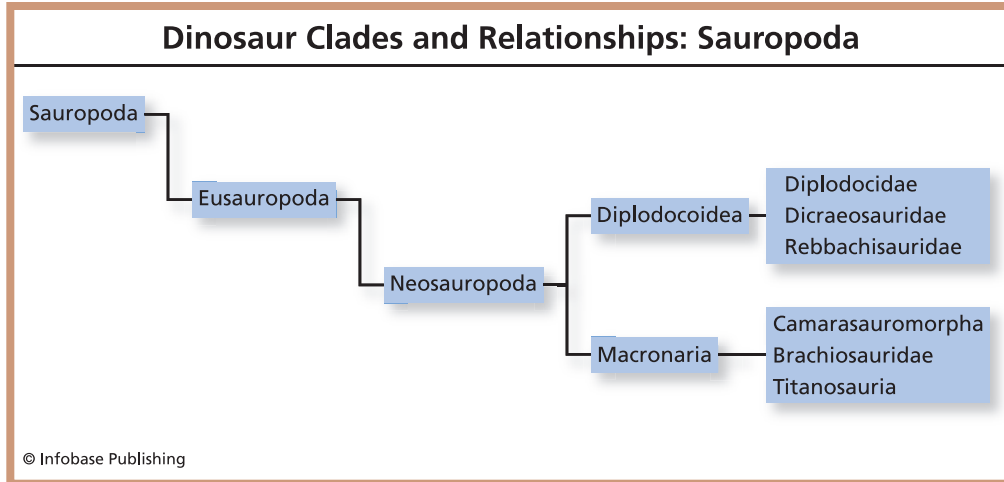 Dinosaur Clades and Relationships: Sauropoda
Sauropoda
Eusauropoda
Neosauropoda
Diplodocoidea
Diplodocidae
Dicraeosauridae
Rebbachisauridae
Macronaria
Camarasauromorpha
Brachiosauridae
Titanosauria
© Infobase Publishing